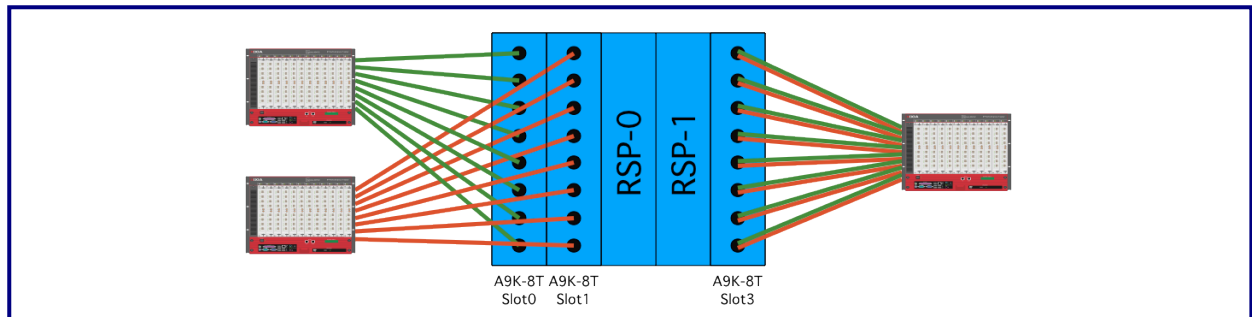 RSP-0
RSP-1
A9K-8T A9K-8T
Slot0 Slot1
A9K-8T
Slot3